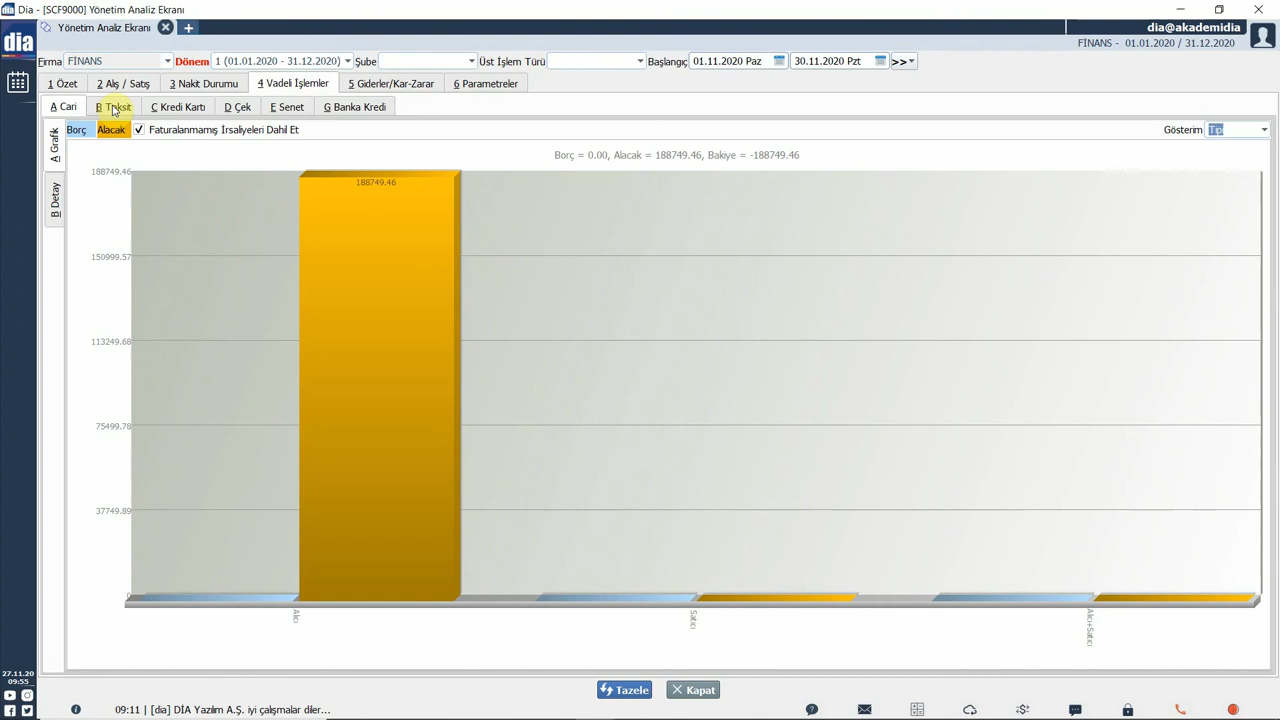 Dia - [SCF9000] Yönetim Analiz Ekranı
dia
Yönetim Analiz Ekranı
dia@akademidia
FİNANS - 01.01.2020 / 31.12.2020
Firma FİNANS Dönem 1 (01.01.2020 - 31.12.2020) Şube Üst İşlem Türü Başlangıç 01.11.2020 Paz 30.11.2020 Pzt >>
1 Özet 2 Alış / Satış 3 Nakit Durumu 4 Vadeli İşlemler 5 Giderler/Kar-Zarar 6 Parametreler
A Cari B Taksit C Kredi Kartı D Çek E Senet G Banka Kredi
A Grafik
B Detay
Borç Alacak Faturalanmamış İrsaliyeleri Dahil Et Gösterim Tipi
Borç = 0.00, Alacak = 188749.46, Bakiye = -188749.46
188749.46
188749.46
150999.57
113249.68
75499.78
37749.89
0
Alıcı
Satıcı
Alıcı+Satıcı
Tazele Kapat
27.11.20
09:55
09:11 | [dia] DİA Yazılım A.Ş. iyi çalışmalar diler...